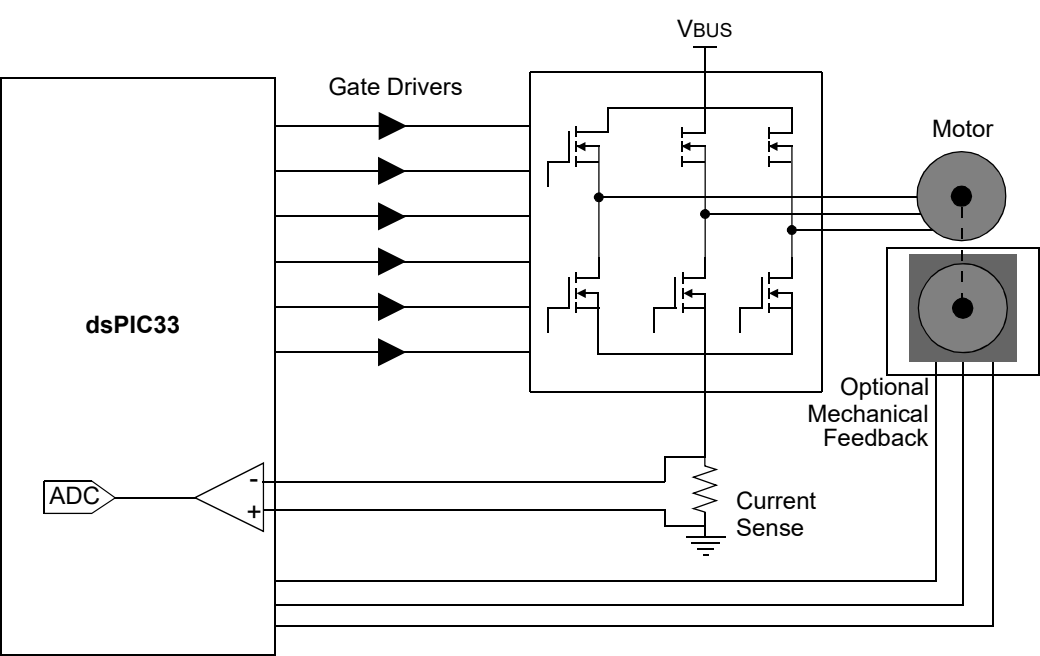 VBUS
Gate Drivers
Motor
dsPIC33
Optional
Mechanical
Feedback
-
ADC
+
Current
Sense